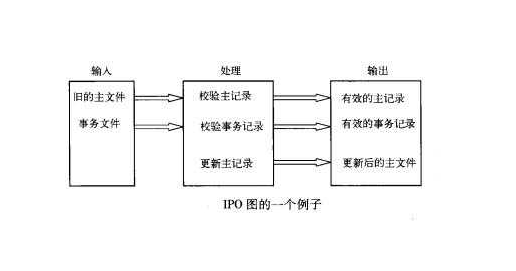 输入 处理 输出
旧的主文件 校验主记录 有效的主记录
事务文件 校验事务记录 有效的事务记录
更新主记录 更新后的主文件
IPO 图的一个例子